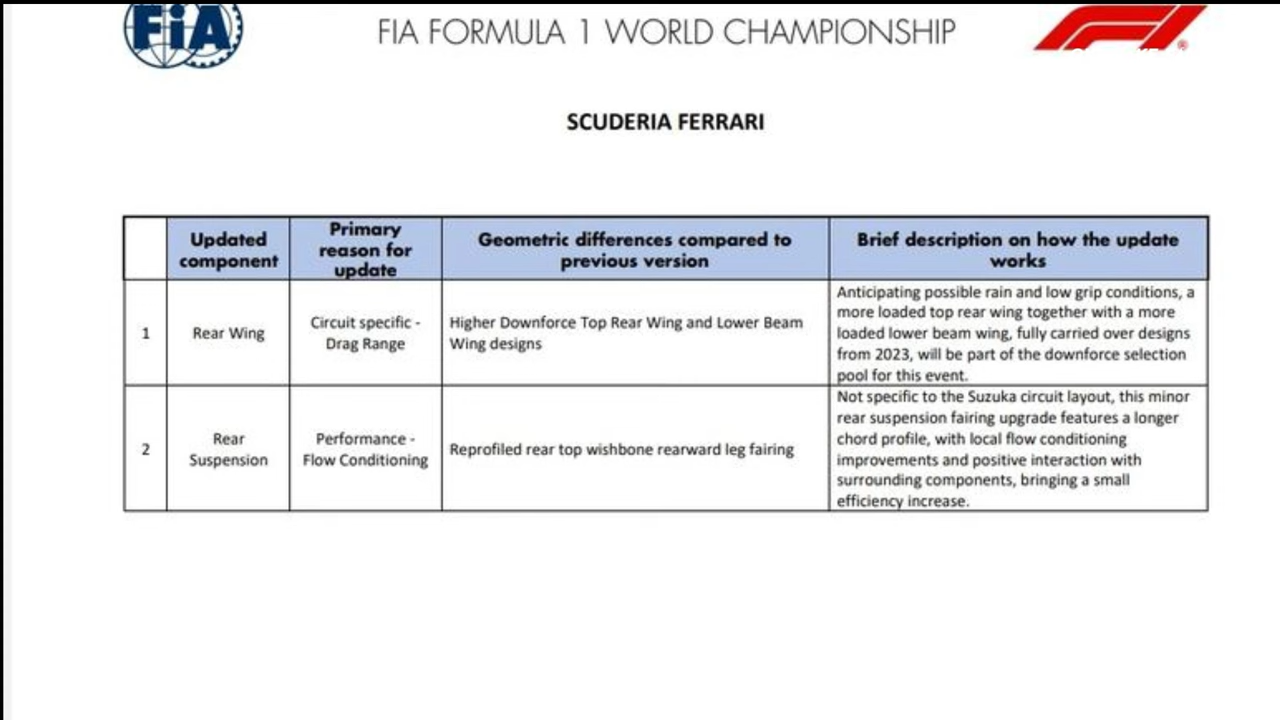 FIA
FIA FORMULA 1 WORLD CHAMPIONSHIP
SCUDERIA FERRARI
Updated
component
Primary
reason for
update
Geometric differences compared to
previous version
Brief description on how the update
works
1
Rear Wing
Circuit specific -
Drag Range
Higher Downforce Top Rear Wing and Lower Beam
Wing designs
Anticipating possible rain and low grip conditions, a
more loaded top rear wing together with a more
loaded lower beam wing, fully carried over designs
from 2023, will be part of the downforce selection
pool for this event.
2
Rear
Suspension
Performance -
Flow Conditioning
Reprofiled rear top wishbone rearward leg fairing
Not specific to the Suzuka circuit layout, this minor
rear suspension fairing upgrade features a longer
chord profile, with local flow conditioning
improvements and positive interaction with
surrounding components, bringing a small
efficiency increase.